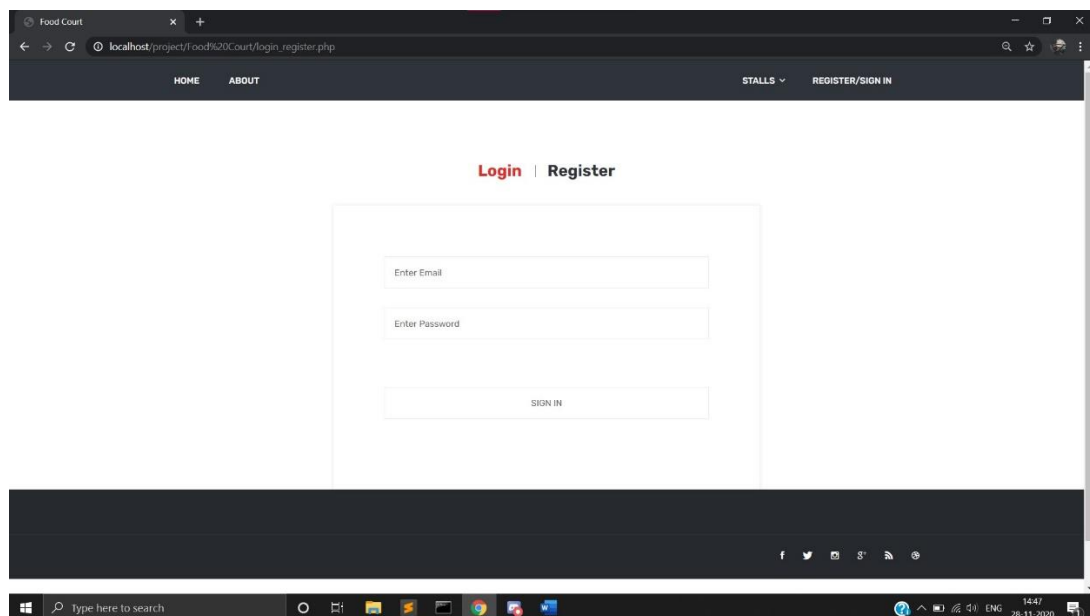 Food Court
localhost/project/Food%20Court/login_register.php
HOME ABOUT STALLS REGISTER/SIGN IN
Login | Register
Enter Email
Enter Password
SIGN IN
Type here to search
ENG
14:47
28-11-2020